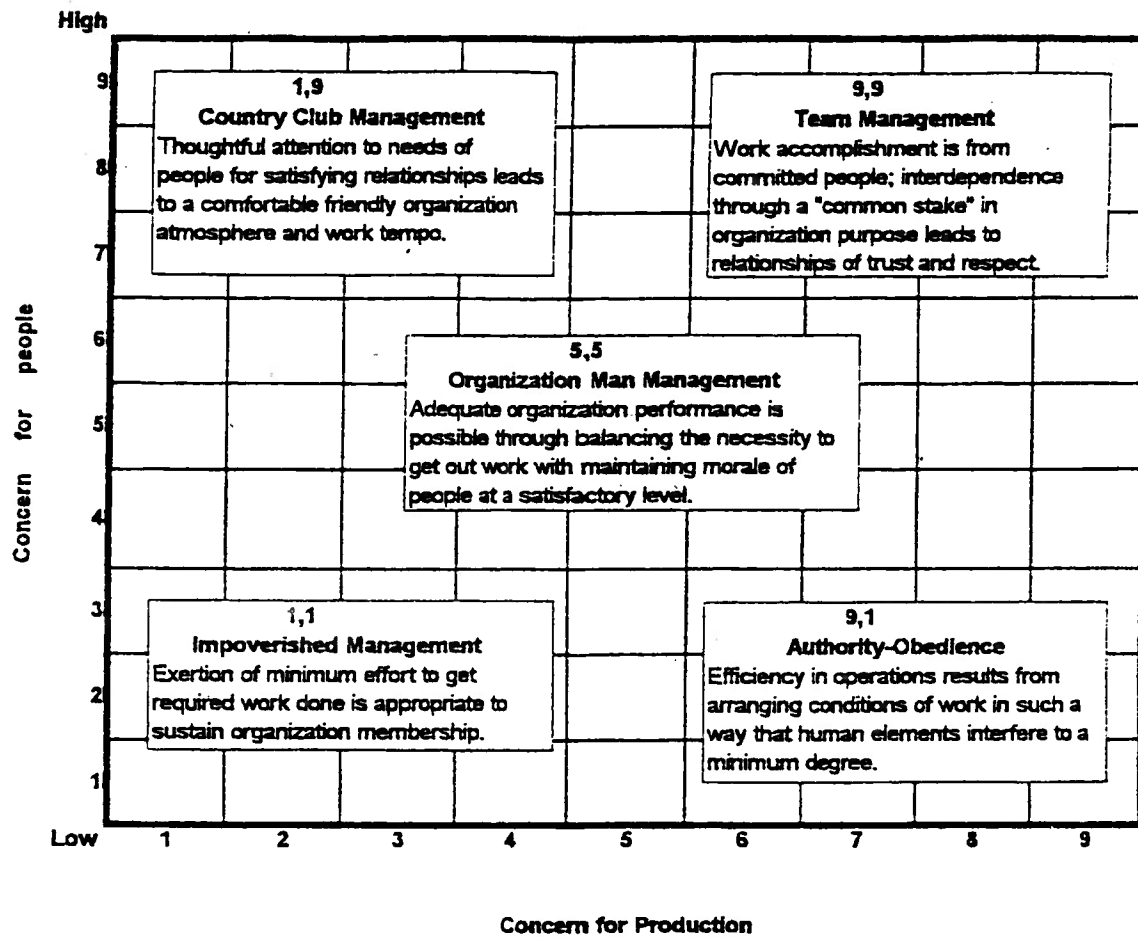 High
9
8
7
6
5
4
3
2
1
Low
Concern for people
1,9
Country Club Management
Thoughtful attention to needs of
people for satisfying relationships leads
to a comfortable friendly organization
atmosphere and work tempo.
9,9
Team Management
Work accomplishment is from
committed people; interdependence
through a "common stake" in
organization purpose leads to
relationships of trust and respect.
5,5
Organization Man Management
Adequate organization performance is
possible through balancing the necessity to
get out work with maintaining morale of
people at a satisfactory level.
1,1
Impoverished Management
Exertion of minimum effort to get
required work done is appropriate to
sustain organization membership.
9,1
Authority-Obedience
Efficiency in operations results from
arranging conditions of work in such a
way that human elements interfere to a
minimum degree.
1 2 3 4 5 6 7 8 9
Concern for Production